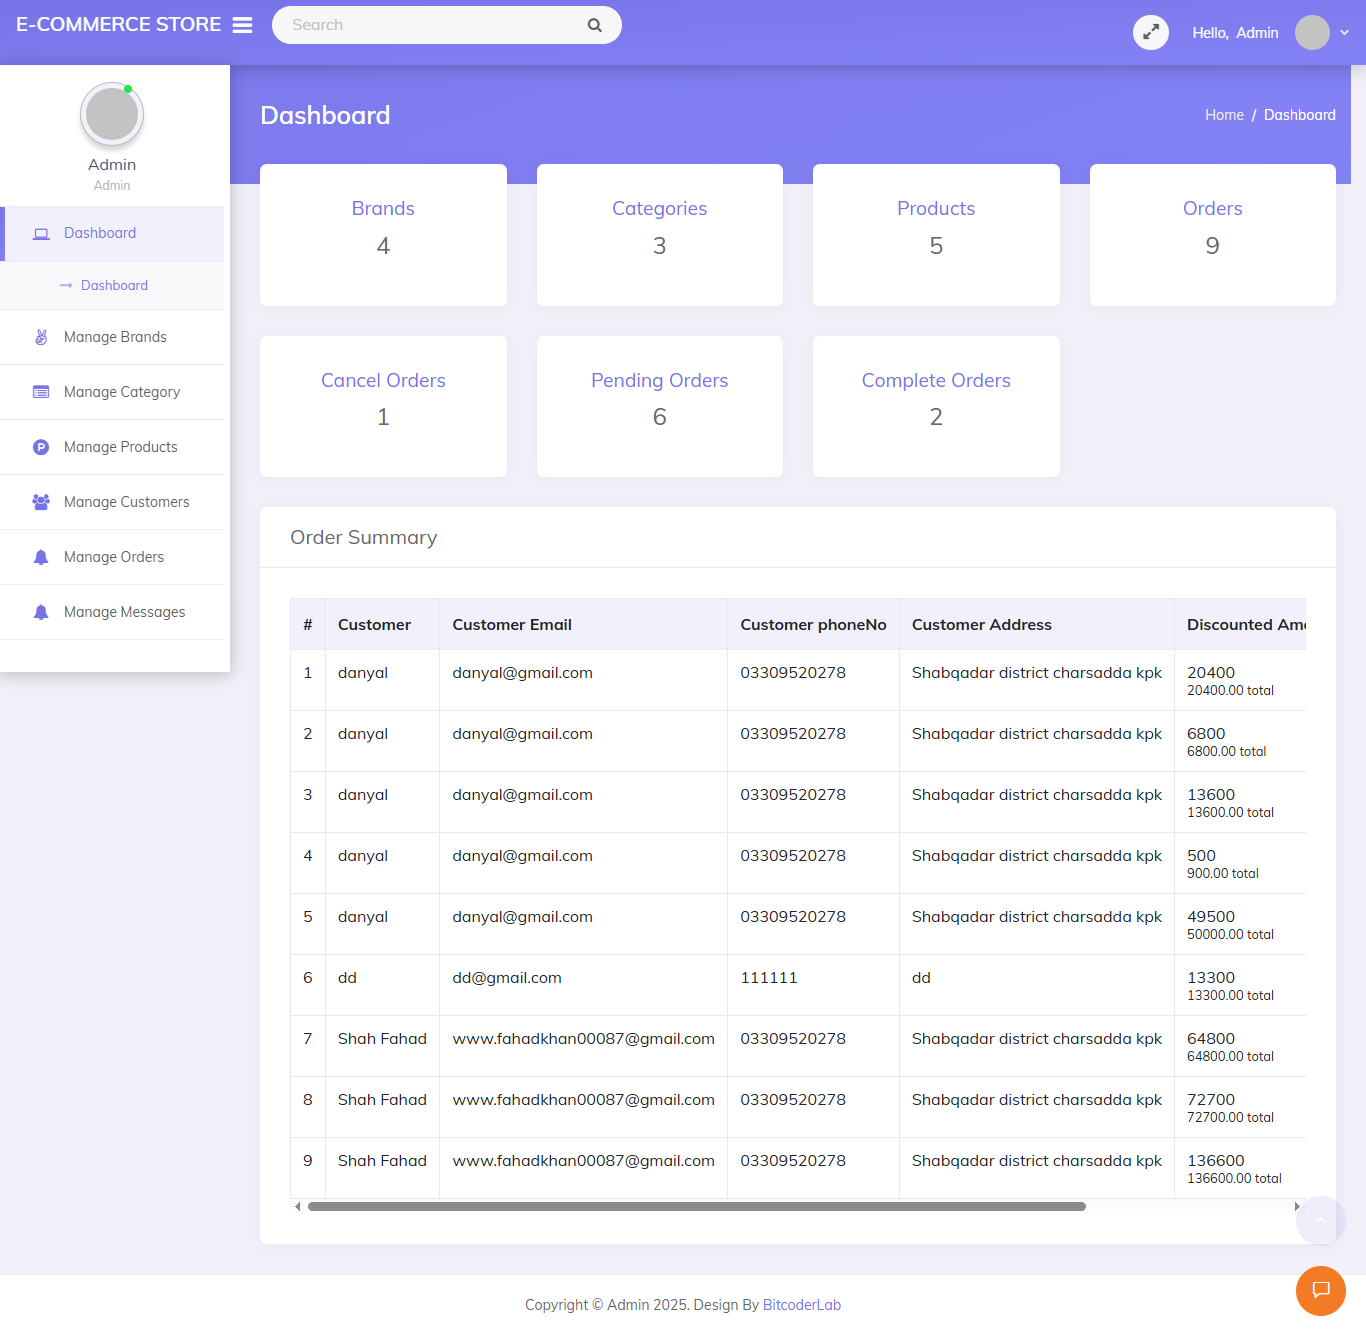 E-COMMERCE STORE
Search
Hello, Admin
Admin
Admin
Dashboard
Dashboard
Manage Brands
Manage Category
Manage Products
Manage Customers
Manage Orders
Manage Messages
Dashboard
Home / Dashboard
Brands
4
Categories
3
Products
5
Orders
9
Cancel Orders
1
Pending Orders
6
Complete Orders
2
Order Summary
# Customer Customer Email Customer phoneNo Customer Address Discounted Am
1 danyal danyal@gmail.com 03309520278 Shabqadar district charsadda kpk 20400
20400.00 total
2 danyal danyal@gmail.com 03309520278 Shabqadar district charsadda kpk 6800
6800.00 total
3 danyal danyal@gmail.com 03309520278 Shabqadar district charsadda kpk 13600
13600.00 total
4 danyal danyal@gmail.com 03309520278 Shabqadar district charsadda kpk 500
900.00 total
5 danyal danyal@gmail.com 03309520278 Shabqadar district charsadda kpk 49500
50000.00 total
6 dd dd@gmail.com 111111 dd 13300
13300.00 total
7 Shah Fahad www.fahadkhan00087@gmail.com 03309520278 Shabqadar district charsadda kpk 64800
64800.00 total
8 Shah Fahad www.fahadkhan00087@gmail.com 03309520278 Shabqadar district charsadda kpk 72700
72700.00 total
9 Shah Fahad www.fahadkhan00087@gmail.com 03309520278 Shabqadar district charsadda kpk 136600
136600.00 total
Copyright © Admin 2025. Design By BitcoderLab